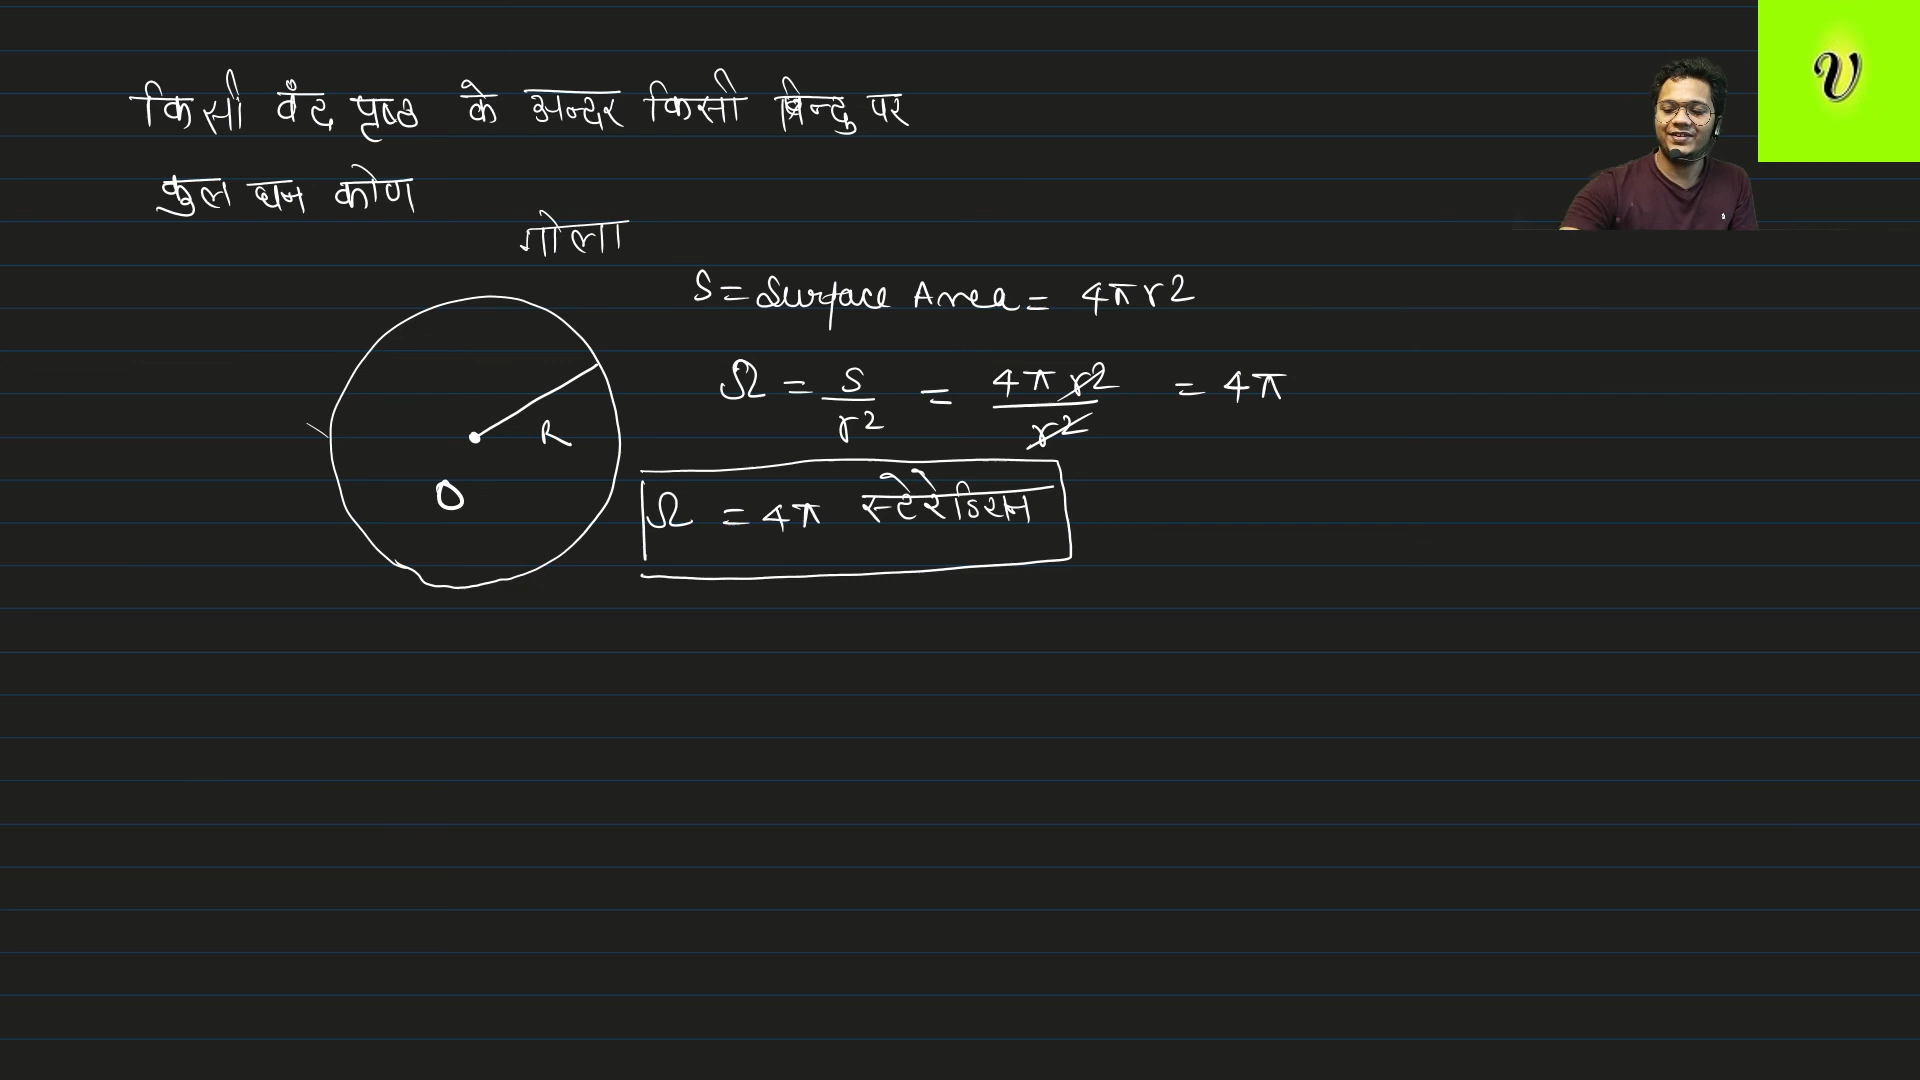 किसी बंद पृष्ठ के अन्दर किसी बिन्दु पर
कुल घन कोण
गोला
S = Surface Area = 4πr2
Ω = S/r2 = 4πr2/r2 = 4π
R
O
Ω = 4π स्टेरेडियन
υ